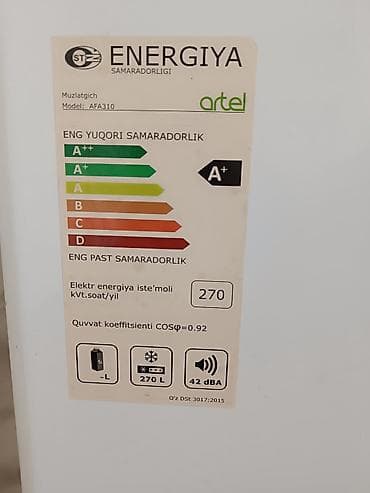 ST
ENERGIYA
SAMARADORLIGI
Muzlatgich
Model: AFA310
artel
ENG YUQORI SAMARADORLIK
A++
A+
A
B
C
D
A+
ENG PAST SAMARADORLIK
Elektr energiya iste’moli
kVt.soat/yil
270
Quvvat koeffitsienti COSφ=0.92
-L
270 L
42 dBA
O'z DSt 3017:2015